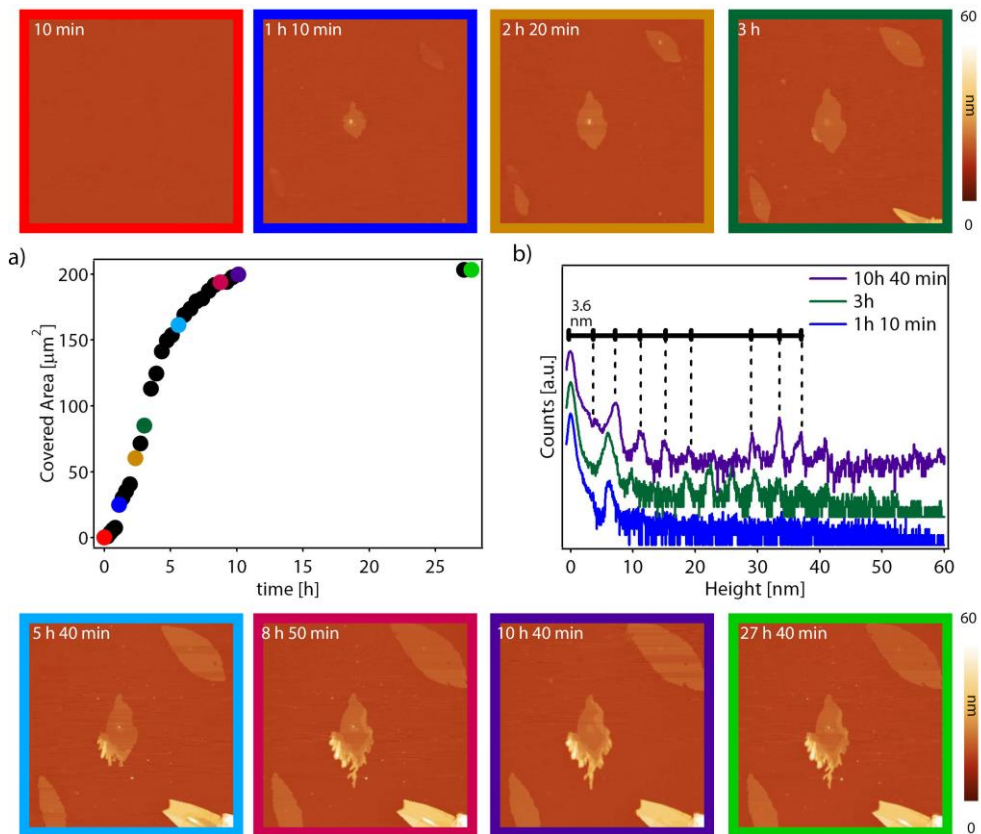 10 min
1 h 10 min
2 h 20 min
3 h
60
nm
0
a)
200
150
100
50
0
Covered Area [μm²]
0
5
10
15
20
25
time [h]
b)
10h 40 min
3h
1h 10 min
3.6
nm
Counts [a.u.]
0
10
20
30
40
50
60
Height [nm]
5 h 40 min
8 h 50 min
10 h 40 min
27 h 40 min
60
nm
0